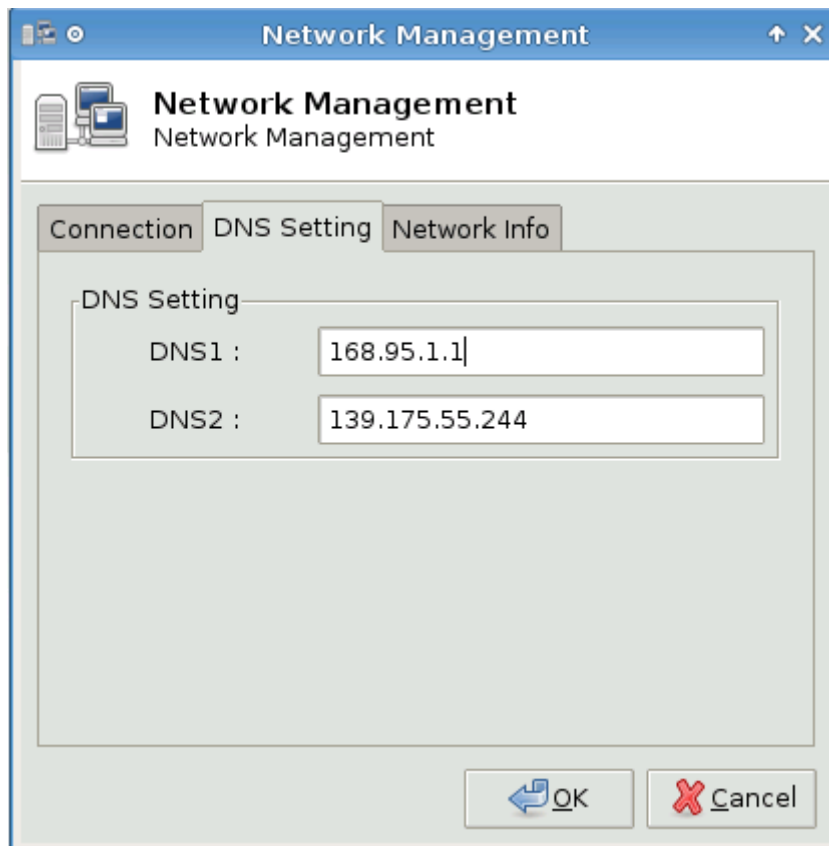 Network Management
Network Management
Network Management
Connection DNS Setting Network Info
DNS Setting
DNS1 : 168.95.1.1
DNS2 : 139.175.55.244
OK Cancel